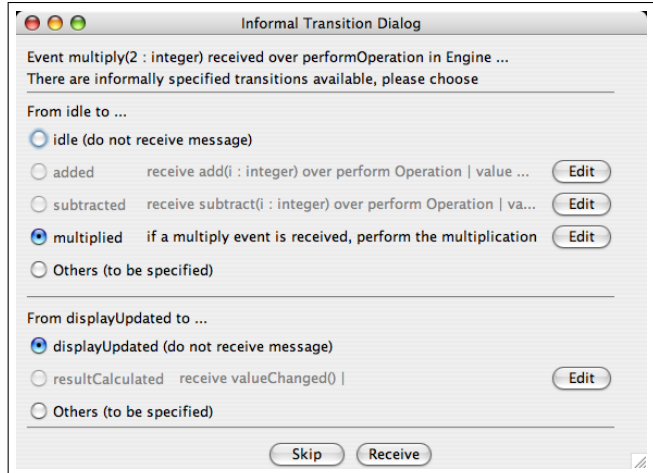 Informal Transition Dialog
Event multiply(2 : integer) received over performOperation in Engine ...
There are informally specified transitions available, please choose
From idle to ...
idle (do not receive message)
added receive add(i : integer) over perform Operation | value ... Edit
subtracted receive subtract(i : integer) over perform Operation | va... Edit
multiplied if a multiply event is received, perform the multiplication Edit
Others (to be specified)
From displayUpdated to ...
displayUpdated (do not receive message)
resultCalculated receive valueChanged() | Edit
Others (to be specified)
Skip Receive